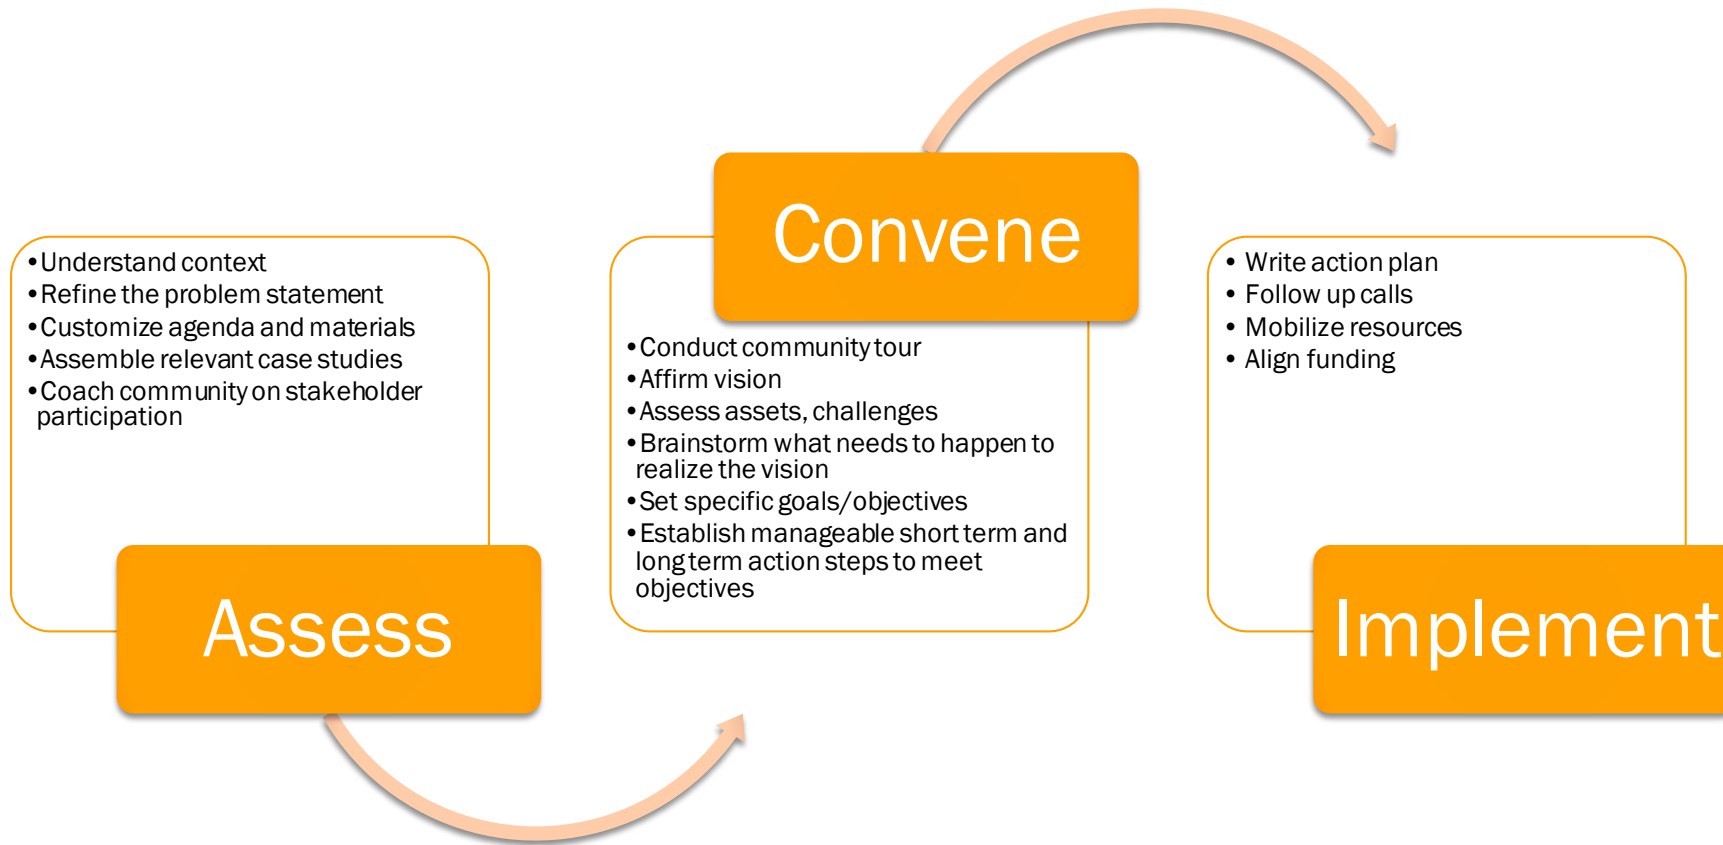 •Understand context
•Refine the problem statement
•Customize agenda and materials
•Assemble relevant case studies
•Coach community on stakeholder
participation
Assess
Convene
•Conduct community tour
•Affirm vision
•Assess assets, challenges
•Brainstorm what needs to happen to
realize the vision
•Set specific goals/objectives
•Establish manageable short term and
long term action steps to meet
objectives
• Write action plan
• Follow up calls
• Mobilize resources
• Align funding
Implement